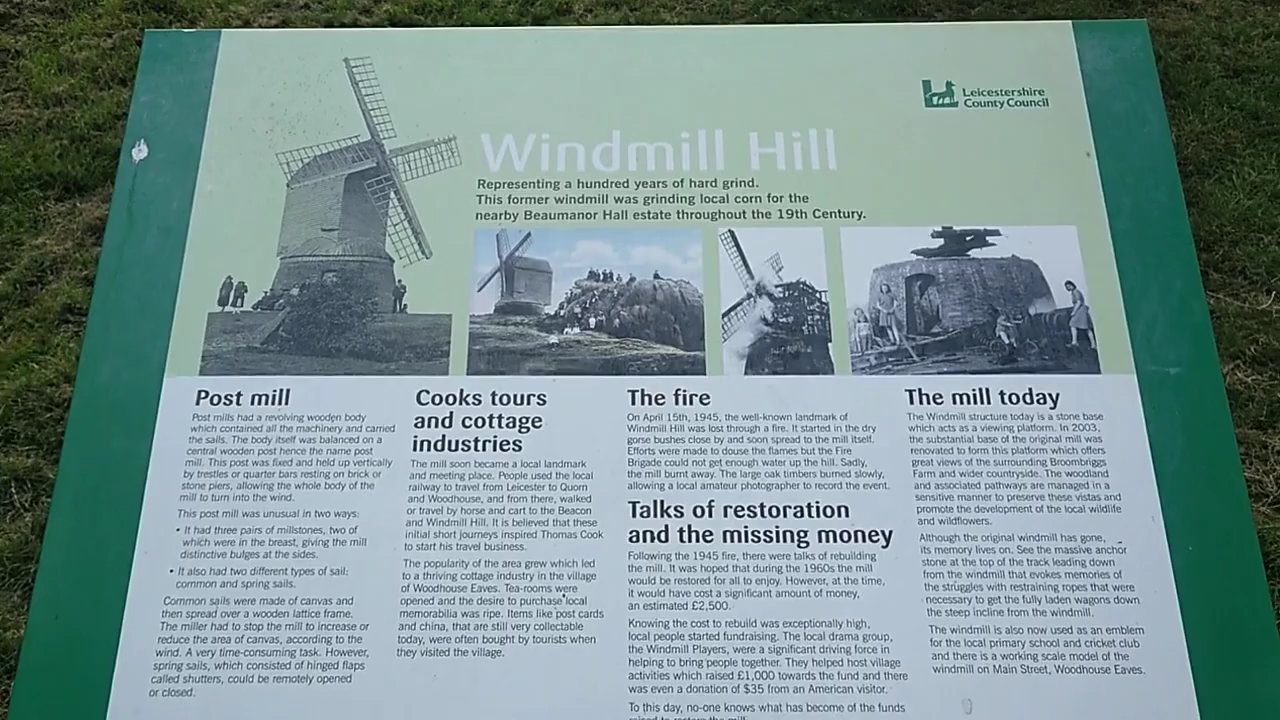 Leicestershire
County Council
Windmill Hill
Representing a hundred years of hard grind.
This former windmill was grinding local corn for the
nearby Beaumanor Hall estate throughout the 19th Century.
Post mill
Post mills had a revolving wooden body
which contained all the machinery and carried
the sails. The body itself was balanced on a
central wooden post hence the name post
mill. This post was fixed and held up vertically
by trestles or quarter bars resting on brick or
stone piers, allowing the whole body of the
mill to turn into the wind.
This post mill was unusual in two ways:
• It had three pairs of millstones, two of
which were in the breast, giving the mill
distinctive bulges at the sides.
• It also had two different types of sail;
common and spring sails.
Common sails were made of canvas and
then spread over a wooden lattice frame.
The miller had to stop the mill to increase or
reduce the area of canvas, according to the
wind. A very time-consuming task. However,
spring sails, which consisted of hinged flaps
called shutters, could be remotely opened
or closed.
Cooks tours
and cottage
industries
The mill soon became a local landmark
and meeting place. People used the local
railway to travel from Leicester to Quorn
and Woodhouse, and from there, walked
or travel by horse and cart to the Beacon
and Windmill Hill. It is believed that these
initial short journeys inspired Thomas Cook
to start his travel business.
The popularity of the area grew which led
to a thriving cottage industry in the village
of Woodhouse Eaves. Tea-rooms were
opened and the desire to purchase local
memorabilia was ripe. Items like post cards
and china, that are still very collectable
today, were often bought by tourists when
they visited the village.
The fire
On April 15th, 1945, the well-known landmark of
Windmill Hill was lost through a fire. It started in the dry
gorse bushes close by and soon spread to the mill itself.
Efforts were made to douse the flames but the Fire
Brigade could not get enough water up the hill. Sadly,
the mill burnt away. The large oak timbers burned slowly,
allowing a local amateur photographer to record the event.
Talks of restoration
and the missing money
Following the 1945 fire, there were talks of rebuilding
the mill. It was hoped that during the 1960s the mill
would be restored for all to enjoy. However, at the time,
it would have cost a significant amount of money,
an estimated £2,500.
Knowing the cost to rebuild was exceptionally high,
local people started fundraising. The local drama group,
the Windmill Players, were a significant driving force in
helping to bring people together. They helped host village
activities which raised £1,000 towards the fund and there
was even a donation of $35 from an American visitor.
To this day, no-one knows what has become of the funds
raised to restore the mill.
The mill today
The Windmill structure today is a stone base
which acts as a viewing platform. In 2003,
the substantial base of the original mill was
renovated to form this platform which offers
great views of the surrounding Broombriggs
Farm and wider countryside. The woodland
and associated pathways are managed in a
sensitive manner to preserve these vistas and
promote the development of the local wildlife
and wildflowers.
Although the original windmill has gone,
its memory lives on. See the massive anchor
stone at the top of the track leading down
from the windmill that evokes memories of
the struggles with restraining ropes that were
necessary to get the fully laden wagons down
the steep incline from the windmill.
The windmill is also now used as an emblem
for the local primary school and cricket club
and there is a working scale model of the
windmill on Main Street, Woodhouse Eaves.